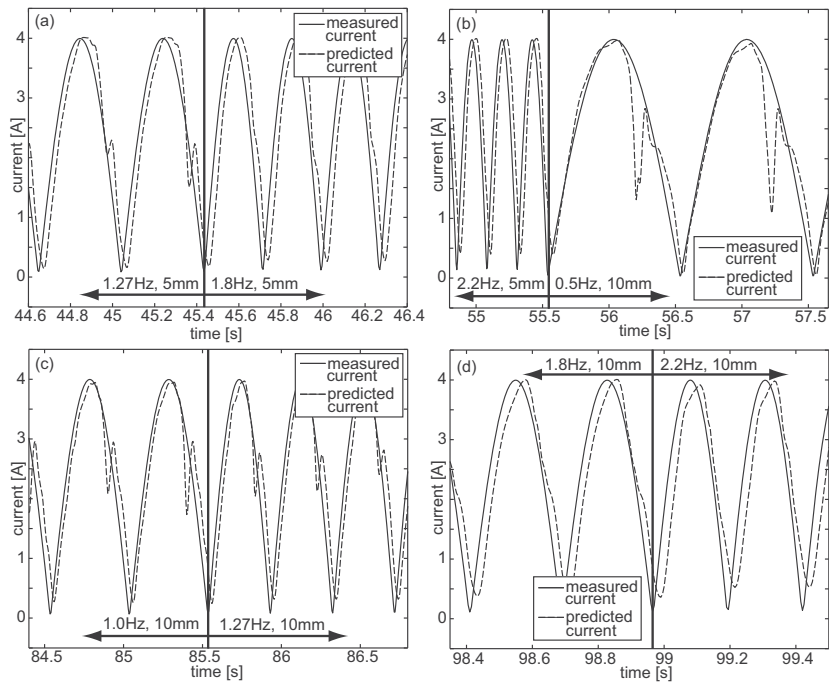 (a)
measured
current
predicted
current
4
3
2
1
0
current [A]
1.27Hz, 5mm
1.8Hz, 5mm
44.6 44.8 45 45.2 45.4 45.6 45.8 46 46.2 46.4
time [s]
(b)
4
3
2
1
0
current [A]
measured
current
predicted
current
2.2Hz, 5mm
0.5Hz, 10mm
55 55.5 56 56.5 57 57.5
time [s]
(c)
measured
current
predicted
current
4
3
2
1
0
current [A]
1.0Hz, 10mm
1.27Hz, 10mm
84.5 85 85.5 86 86.5
time [s]
(d)
1.8Hz, 10mm
2.2Hz, 10mm
4
3
2
1
0
current [A]
measured
current
predicted
current
98.4 98.6 98.8 99 99.2 99.4
time [s]